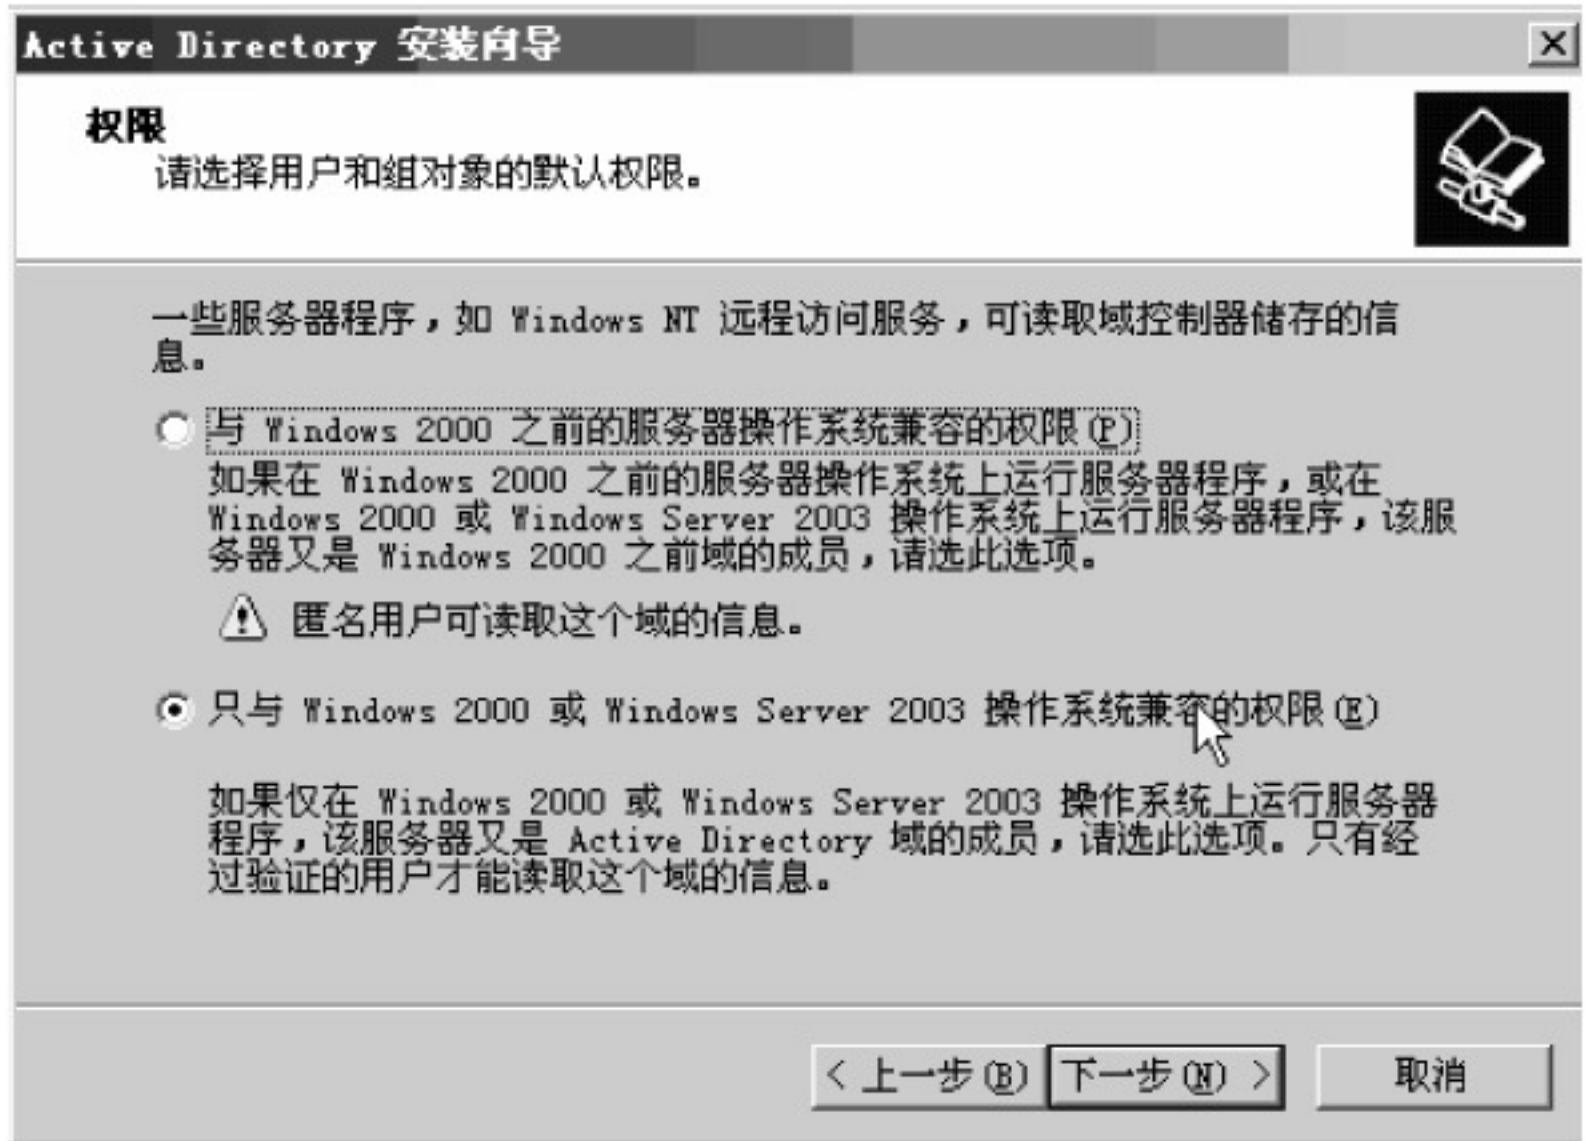 Active Directory 安装向导
权限
请选择用户和组对象的默认权限。
一些服务器程序，如 Windows NT 远程访问服务，可读取域控制器储存的信
息。
与 Windows 2000 之前的服务器操作系统兼容的权限(P)
如果在 Windows 2000 之前的服务器操作系统上运行服务器程序，或在
Windows 2000 或 Windows Server 2003 操作系统上运行服务器程序，该服
务器又是 Windows 2000 之前域的成员，请选此选项。
匿名用户可读取这个域的信息。
只与 Windows 2000 或 Windows Server 2003 操作系统兼容的权限(E)
如果仅在 Windows 2000 或 Windows Server 2003 操作系统上运行服务器
程序，该服务器又是 Active Directory 域的成员，请选此选项。只有经
过验证的用户才能读取这个域的信息。
< 上一步(B) 下一步(N) > 取消